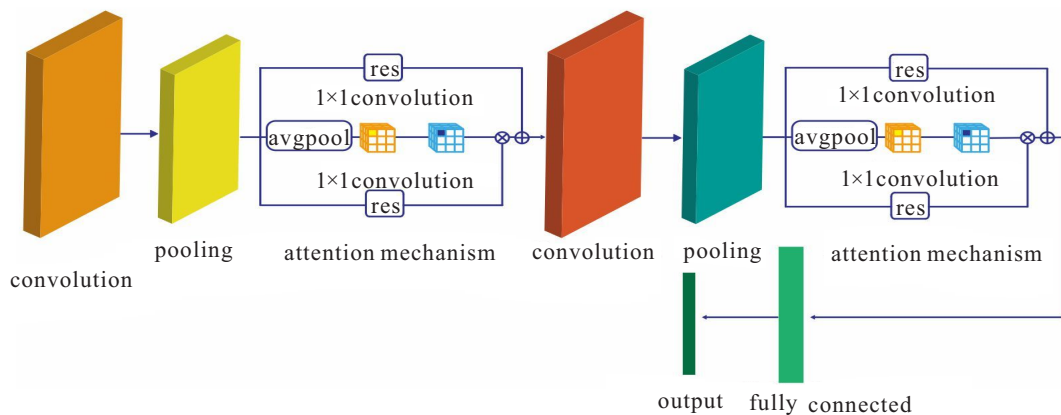 res
res
1×1convolution
1×1convolution
avgpool
avgpool
1×1convolution
1×1convolution
res
res
pooling
attention mechanism
convolution
pooling
attention mechanism
convolution
output
fully connected